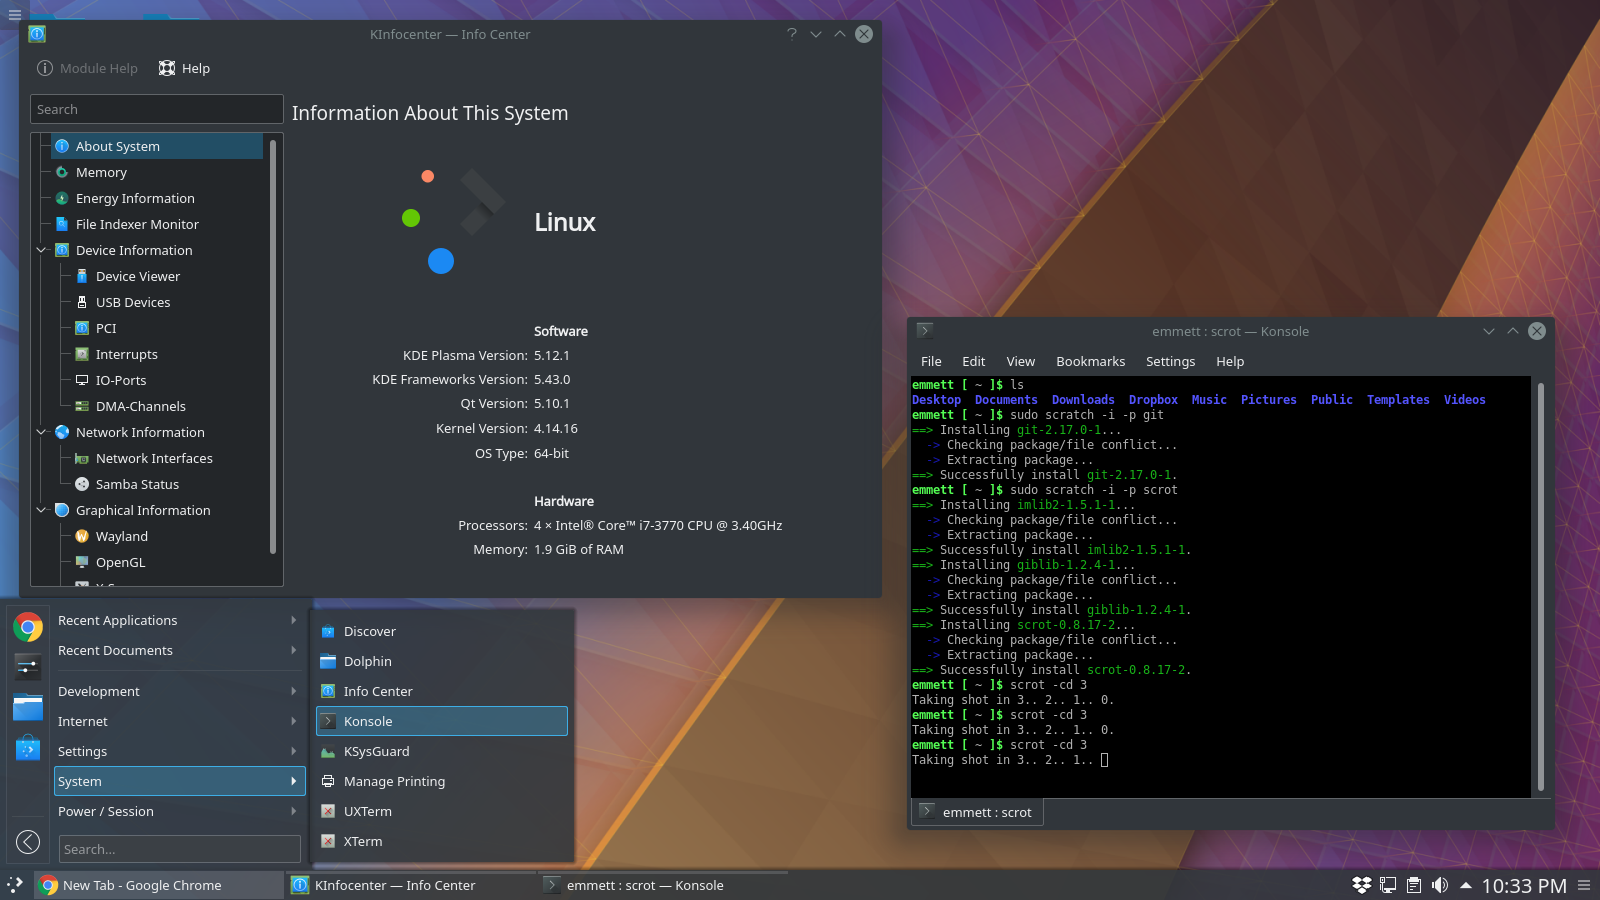 KInfocenter — Info Center
Module Help
Help
Search
Information About This System
About System
Memory
Energy Information
File Indexer Monitor
Device Information
Device Viewer
USB Devices
PCI
Interrupts
IO-Ports
DMA-Channels
Network Information
Network Interfaces
Samba Status
Graphical Information
Wayland
OpenGL
Linux
Software
KDE Plasma Version: 5.12.1
KDE Frameworks Version: 5.43.0
Qt Version: 5.10.1
Kernel Version: 4.14.16
OS Type: 64-bit
Hardware
Processors: 4 × Intel® Core™ i7-3770 CPU @ 3.40GHz
Memory: 1.9 GiB of RAM
Recent Applications
Recent Documents
Development
Internet
Settings
System
Power / Session
Search...
Discover
Dolphin
Info Center
Konsole
KSysGuard
Manage Printing
UXTerm
XTerm
emmett : scrot — Konsole
File Edit View Bookmarks Settings Help
emmett [ ~ ]$ ls
Desktop Documents Downloads Dropbox Music Pictures Public Templates Videos
emmett [ ~ ]$ sudo scratch -i -p git
==> Installing git-2.17.0-1...
-> Checking package/file conflict...
-> Extracting package...
==> Successfully install git-2.17.0-1.
emmett [ ~ ]$ sudo scratch -i -p scrot
==> Installing imlib2-1.5.1-1...
-> Checking package/file conflict...
-> Extracting package...
==> Successfully install imlib2-1.5.1-1.
==> Installing giblib-1.2.4-1...
-> Checking package/file conflict...
-> Extracting package...
==> Successfully install giblib-1.2.4-1.
==> Installing scrot-0.8.17-2...
-> Checking package/file conflict...
-> Extracting package...
==> Successfully install scrot-0.8.17-2.
emmett [ ~ ]$ scrot -cd 3
Taking shot in 3.. 2.. 1.. 0.
emmett [ ~ ]$ scrot -cd 3
Taking shot in 3.. 2.. 1.. 0.
emmett [ ~ ]$ scrot -cd 3
Taking shot in 3.. 2.. 1..
emmett : scrot
New Tab - Google Chrome
KInfocenter — Info Center
emmett : scrot — Konsole
10:33 PM